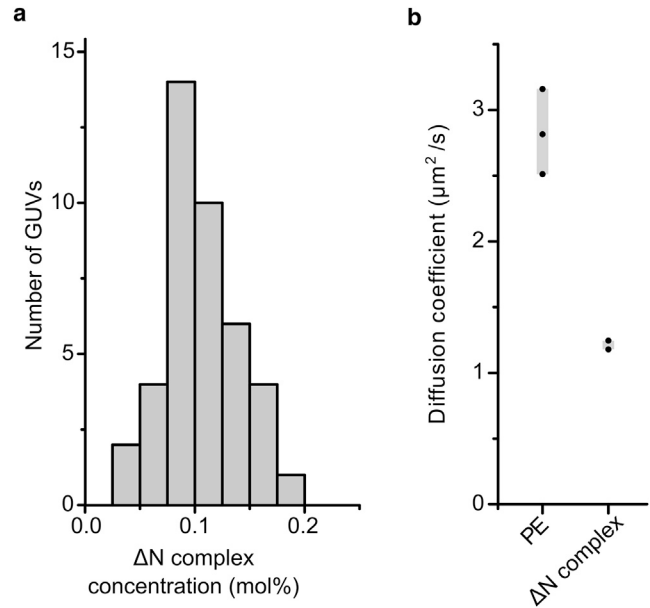 a
15
10
5
0
Number of GUVs
0.0 0.1 0.2
ΔN complex
concentration (mol%)
b
3
2
1
0
Diffusion coefficient (µm² /s)
PE
ΔN complex